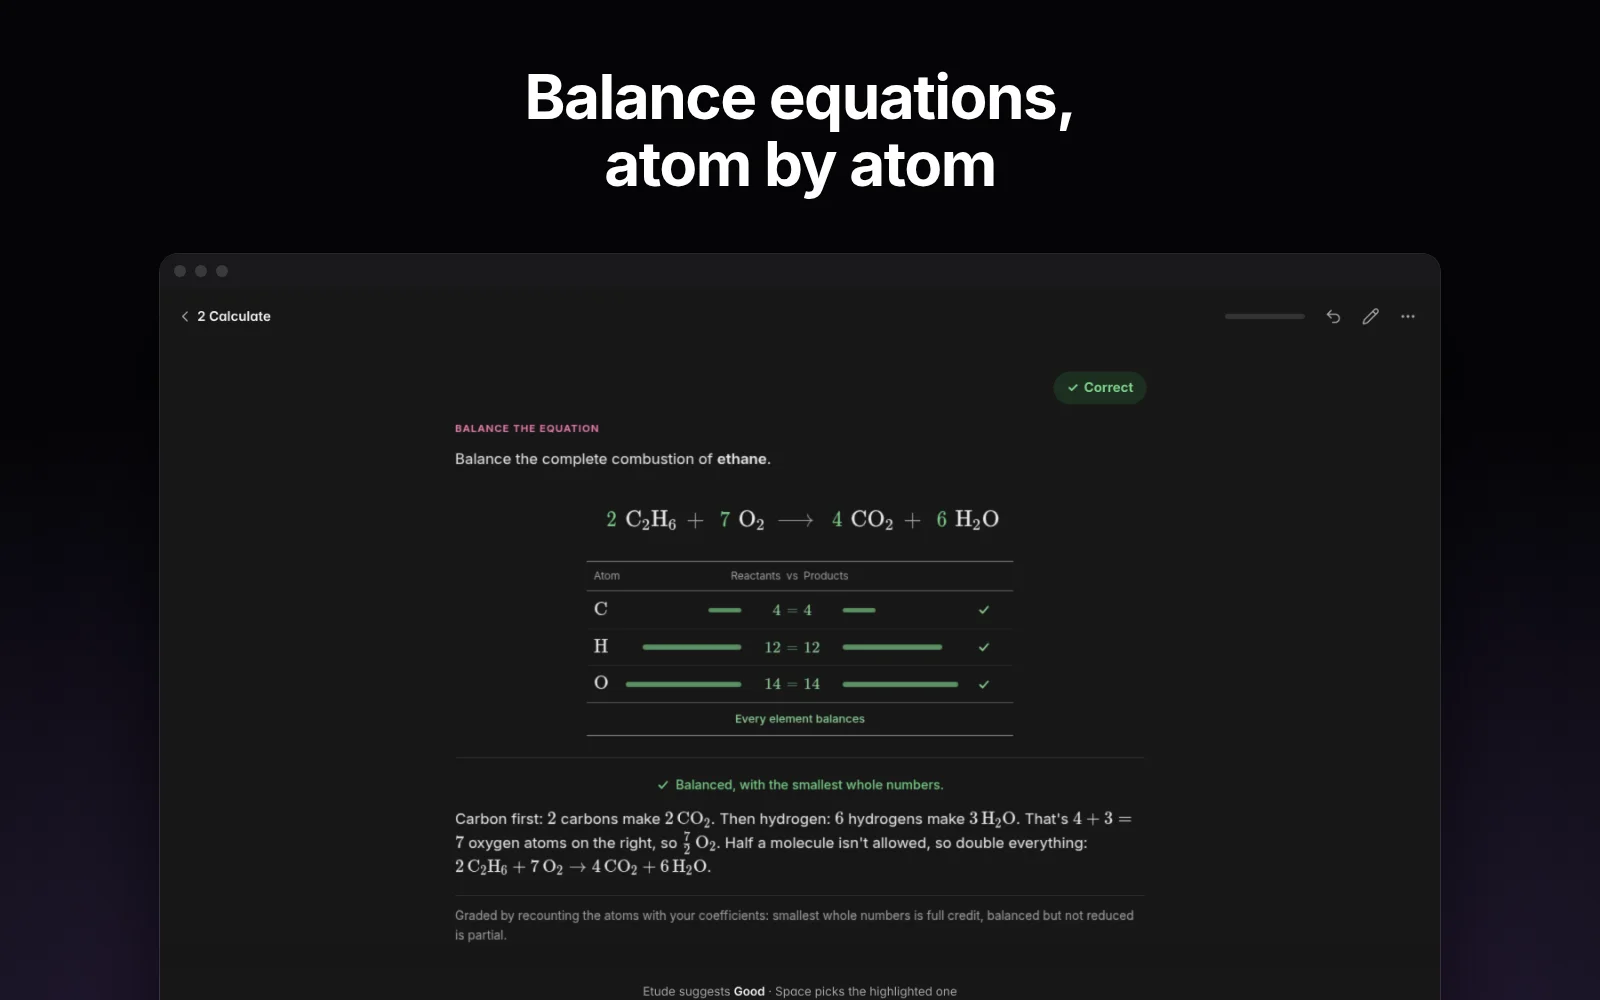 Balance equations,
atom by atom
2 Calculate
Correct
BALANCE THE EQUATION
Balance the complete combustion of ethane.
2 C₂H₆ + 7 O₂ ⟶ 4 CO₂ + 6 H₂O
Atom Reactants vs Products
C 4 = 4 ✓
H 12 = 12 ✓
O 14 = 14 ✓
Every element balances
✓ Balanced, with the smallest whole numbers.
Carbon first: 2 carbons make 2 CO₂. Then hydrogen: 6 hydrogens make 3 H₂O. That's 4 + 3 =
7 oxygen atoms on the right, so 7/2 O₂. Half a molecule isn't allowed, so double everything:
2 C₂H₆ + 7 O₂ → 4 CO₂ + 6 H₂O.
Graded by recounting the atoms with your coefficients: smallest whole numbers is full credit, balanced but not reduced
is partial.
Etude suggests Good · Space picks the highlighted one